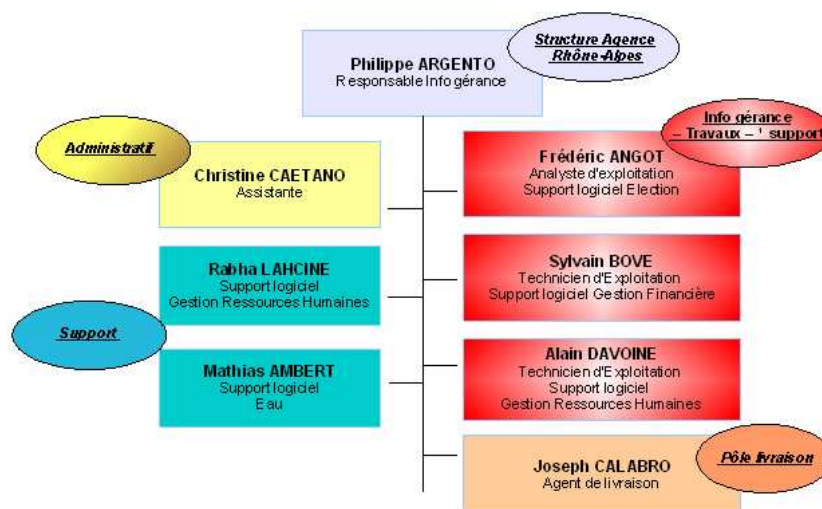 Structure Agence
Rhône-Alpes
Philippe ARGENTO
Responsable Info gérance
Administratif
Christine CAETANO
Assistante
Info gérance
– Travaux – ¹ support
Frédéric ANGOT
Analyste d'exploitation
Support logiciel Election
Rabha LAHCINE
Support logiciel
Gestion Ressources Humaines
Sylvain BOVE
Technicien d'Exploitation
Support logiciel Gestion Financière
Support
Mathias AMBERT
Support logiciel
Eau
Alain DAVOINE
Technicien d'Exploitation
Support logiciel
Gestion Ressources Humaines
Pôle livraison
Joseph CALABRO
Agent de livraison